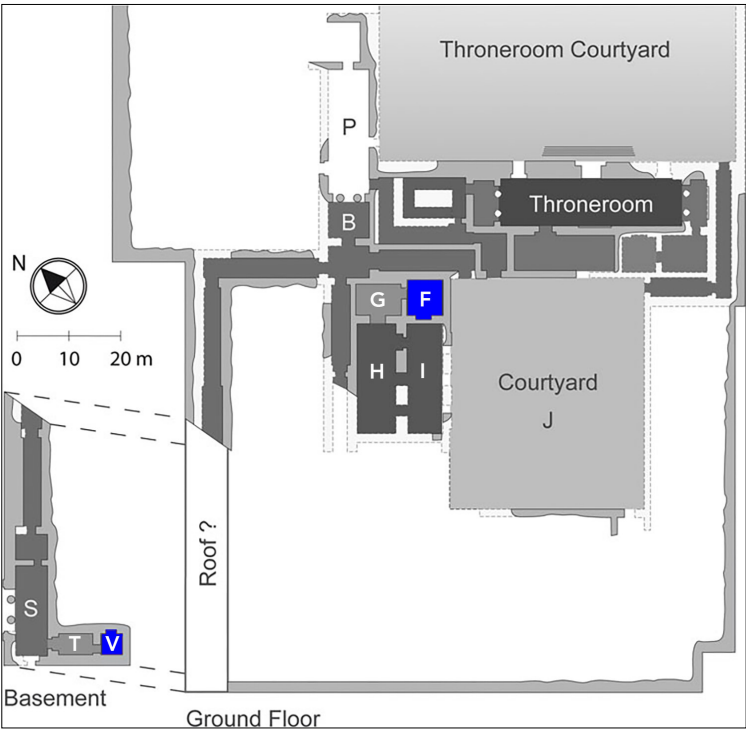 Throneroom Courtyard
P
Throneroom
B
N
G
F
0 10 20 m
H
I
Courtyard
J
Roof ?
S
T
V
Basement
Ground Floor